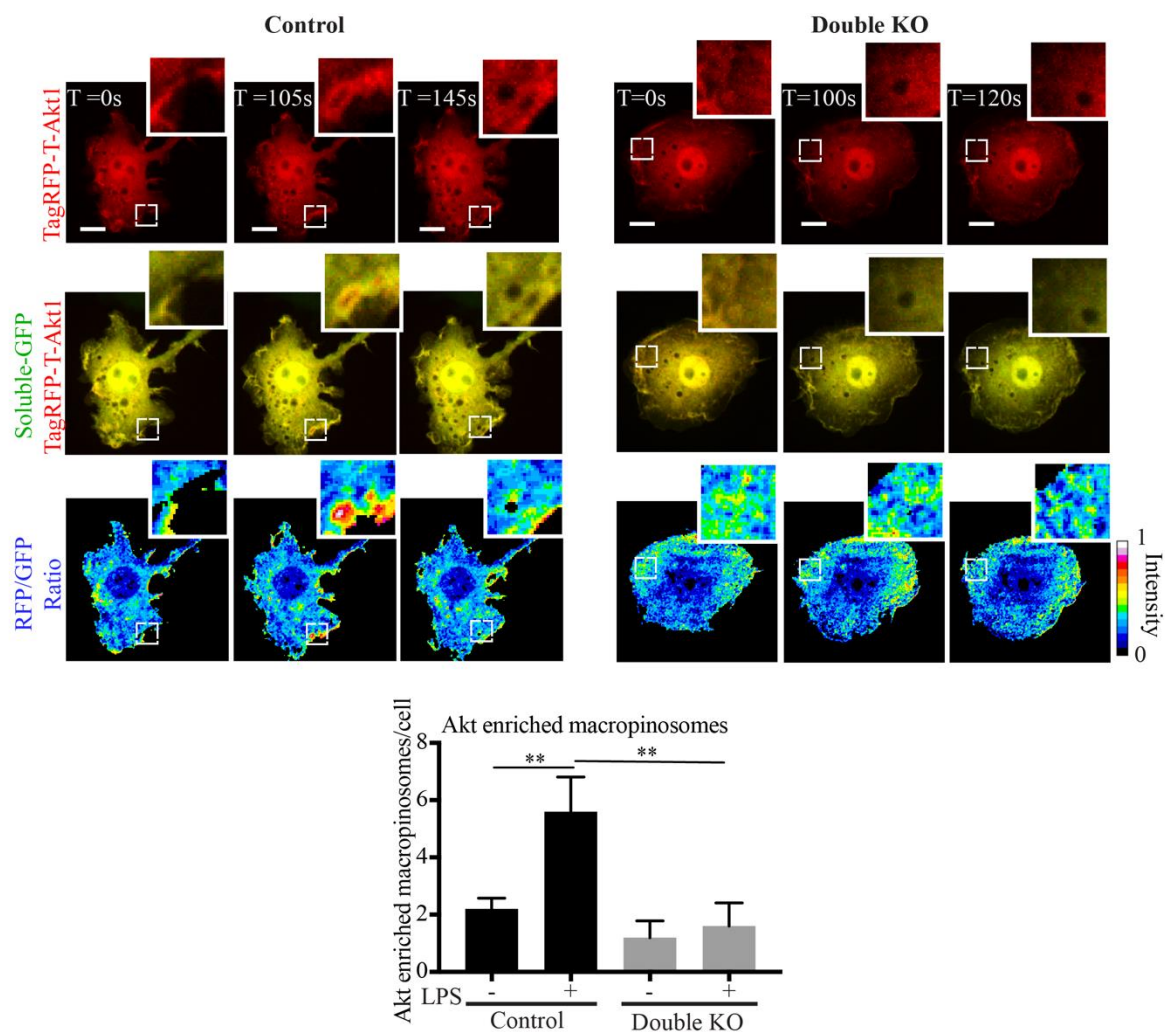 Control
Double KO
TagRFP-T-Akt1
T =0s
T =105s
T =145s
T=0s
T=100s
T=120s
Soluble-GFP
TagRFP-T-Akt1
RFP/GFP
Ratio
1
Intensity
0
Akt enriched macropinosomes
Akt enriched macropinosomes/cell
8
6
4
2
0
**
**
LPS - + - +
Control Double KO